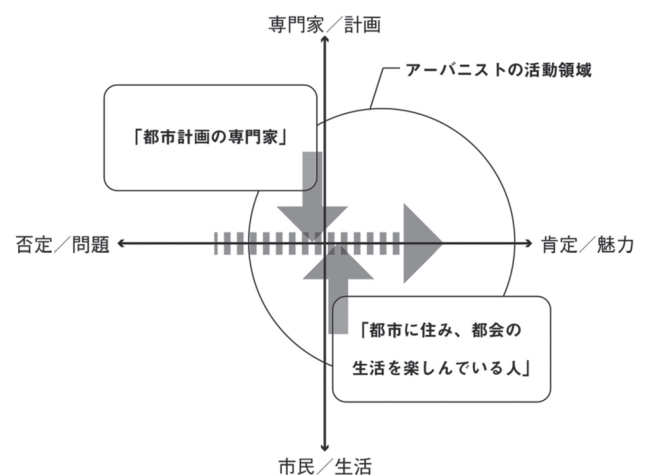 専門家／計画
アーバニストの活動領域
「都市計画の専門家」
否定／問題
肯定／魅力
「都市に住み、都会の
生活を楽しんでいる人」
市民／生活